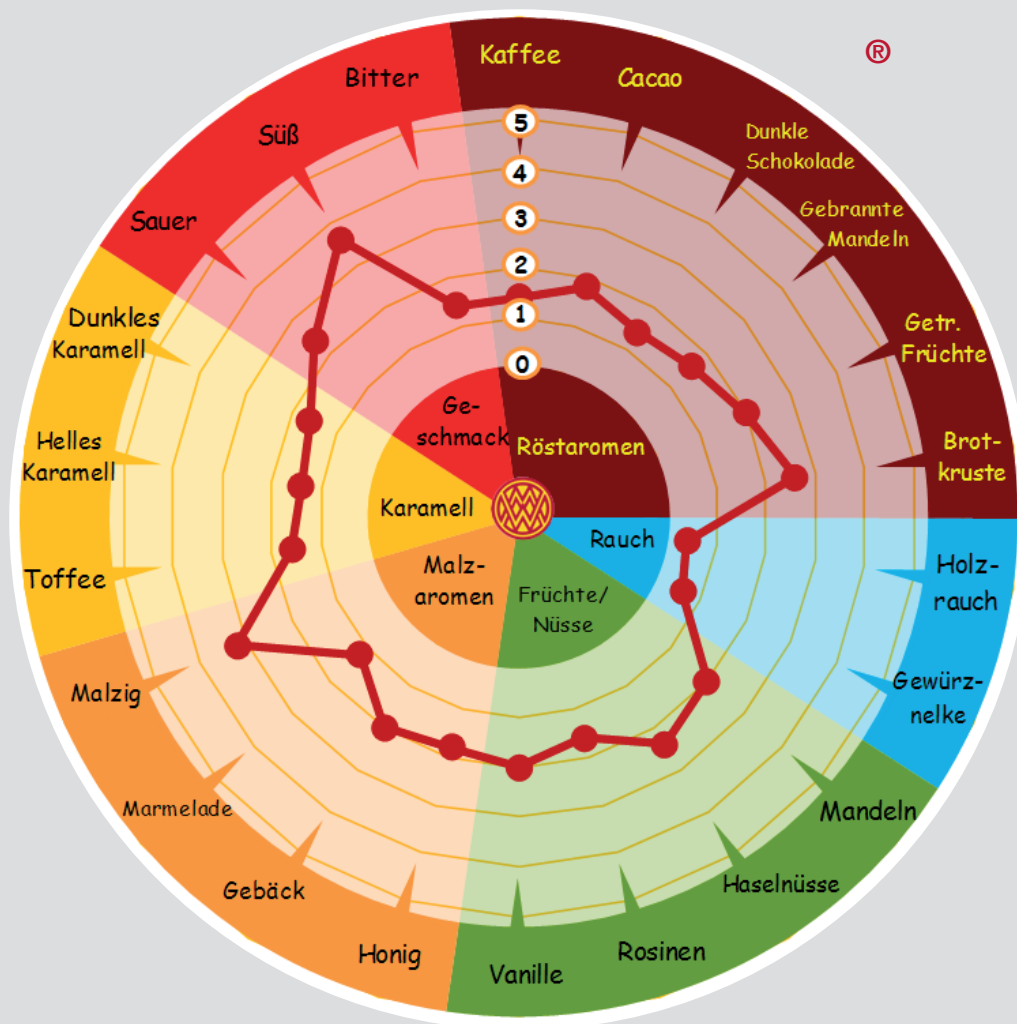 ®
Kaffee
Cacao
Dunkle
Schokolade
Gebrannte
Mandeln
Getr.
Früchte
Brot-
kruste
Holz-
rauch
Gewürz-
nelke
Mandeln
Haselnüsse
Rosinen
Vanille
Honig
Gebäck
Marmelade
Malzig
Toffee
Helles
Karamell
Dunkles
Karamell
Sauer
Süß
Bitter
5
4
3
2
1
0
Ge-
schmack
Röstaromen
Karamell
Rauch
Malz-
aromen
Früchte/
Nüsse